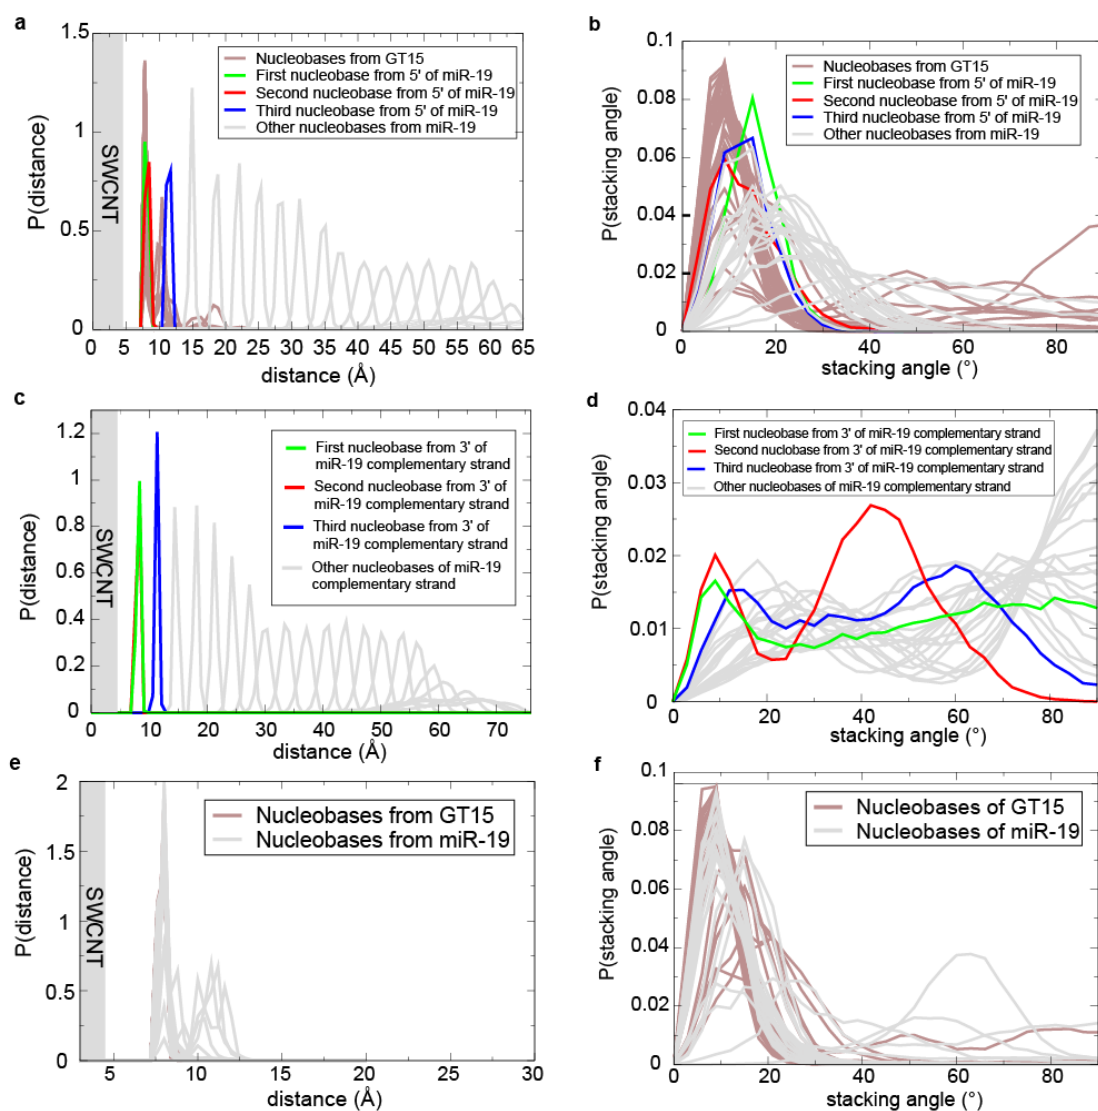 a
1.5
1
0.5
0
P(distance)
SWCNT
Nucleobases from GT15
First nucleobase from 5' of miR-19
Second nucleobase from 5' of miR-19
Third nucleobase from 5' of miR-19
Other nucleobases from miR-19
0 5 10 15 20 25 30 35 40 45 50 55 60 65
distance (Å)
b
0.1
0.08
0.06
0.04
0.02
0
P(stacking angle)
Nucleobases from GT15
First nucleobase from 5' of miR-19
Second nucleobase from 5' of miR-19
Third nucleobase from 5' of miR-19
Other nucleobases from miR-19
0 20 40 60 80
stacking angle (°)
c
1.2
1
0.8
0.6
0.4
0.2
0
P(distance)
SWCNT
First nucleobase from 3' of
miR-19 complementary strand
Second nucleobase from 3' of
miR-19 complementary strand
Third nucleobase from 3' of
miR-19 complementary strand
Other nucleobases of miR-19
complementary strand
0 10 20 30 40 50 60 70
distance (Å)
d
0.04
0.03
0.02
0.01
0
P(stacking angle)
First nucleobase from 3' of miR-19 complementary strand
Second nuclobase from 3' of miR-19 complementary strand
Third nucleobase from 3' of miR-19 complementary strand
Other nucleobases of miR-19 complementary strand
0 20 40 60 80
stacking angle (°)
e
2
1.5
1
0.5
0
P(distance)
SWCNT
Nucleobases from GT15
Nucleobases from miR-19
5 10 15 20 25 30
distance (Å)
f
0.1
0.08
0.06
0.04
0.02
0
P(stacking angle)
Nucleobases of GT15
Nucleobases of miR-19
0 20 40 60 80
stacking angle (°)